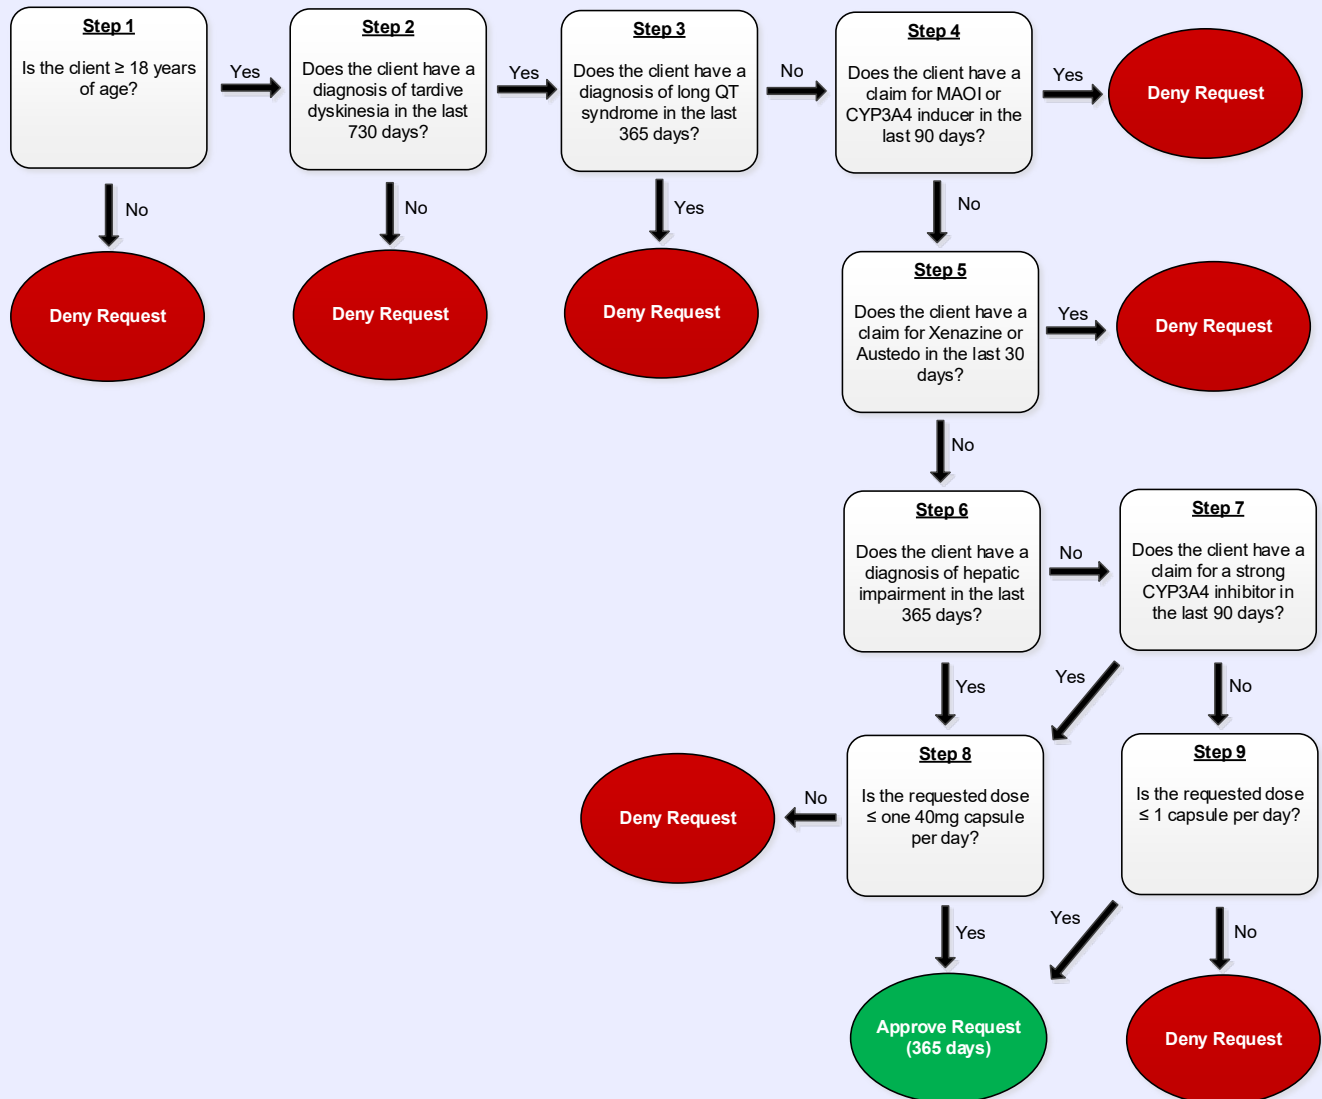 Step 1
Is the client ≥ 18 years
of age?
Yes
No
Deny Request
Step 2
Does the client have a
diagnosis of tardive
dyskinesia in the last
730 days?
Yes
No
Deny Request
Step 3
Does the client have a
diagnosis of long QT
syndrome in the last
365 days?
No
Yes
Deny Request
Step 4
Does the client have a
claim for MAOI or
CYP3A4 inducer in the
last 90 days?
Yes
Deny Request
No
Step 5
Does the client have a
claim for Xenazine or
Austedo in the last 30
days?
Yes
Deny Request
No
Step 6
Does the client have a
diagnosis of hepatic
impairment in the last
365 days?
No
Yes
Step 7
Does the client have a
claim for a strong
CYP3A4 inhibitor in
the last 90 days?
Yes
No
Step 8
Is the requested dose
≤ one 40mg capsule
per day?
No
Deny Request
Yes
Step 9
Is the requested dose
≤ 1 capsule per day?
Yes
No
Approve Request
(365 days)
Deny Request